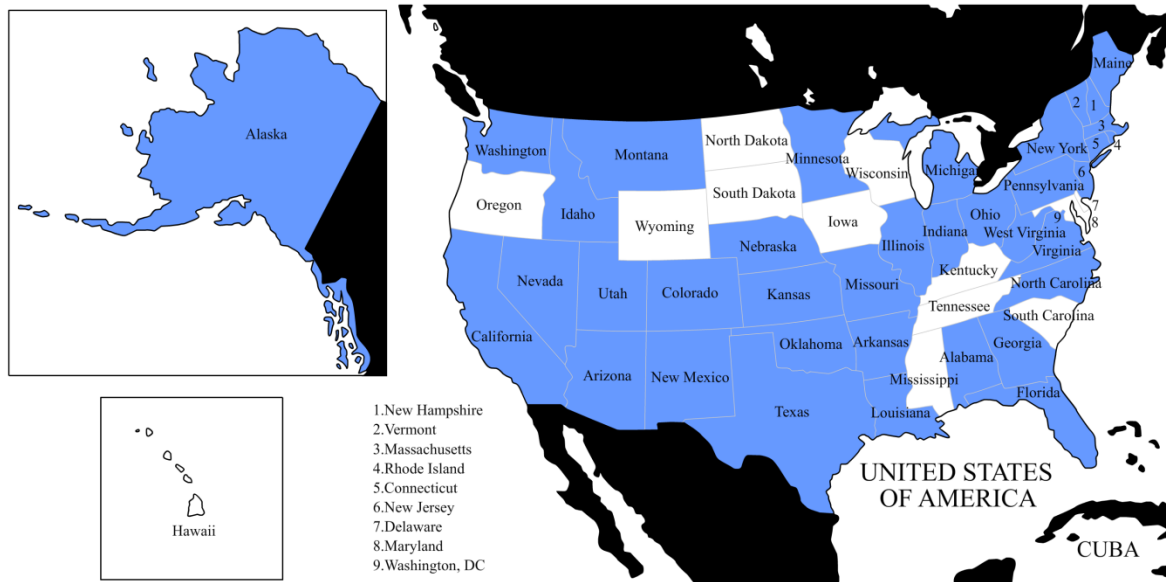 Alaska
Hawaii
1.New Hampshire
2.Vermont
3.Massachusetts
4.Rhode Island
5.Connecticut
6.New Jersey
7.Delaware
8.Maryland
9.Washington, DC
Maine
2
1
3
New York
5
4
Washington
Montana
North Dakota
Minnesota
Wisconsin
Michigan
6
Pennsylvania
Oregon
Idaho
Wyoming
South Dakota
Iowa
Ohio
9
7
8
Illinois
Indiana
West Virginia
Virginia
Nebraska
Nevada
Utah
Colorado
Kansas
Missouri
Kentucky
North Carolina
Tennessee
South Carolina
California
Arizona
New Mexico
Oklahoma
Arkansas
Mississippi
Alabama
Georgia
Texas
Louisiana
Florida
UNITED STATES
OF AMERICA
CUBA